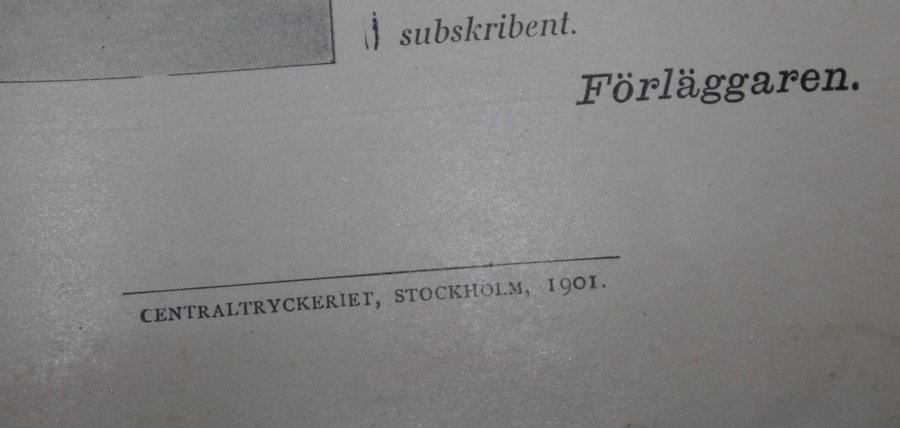 subskribent.
Förläggaren.
CENTRALTRYCKERIET, STOCKHOLM, 1901.